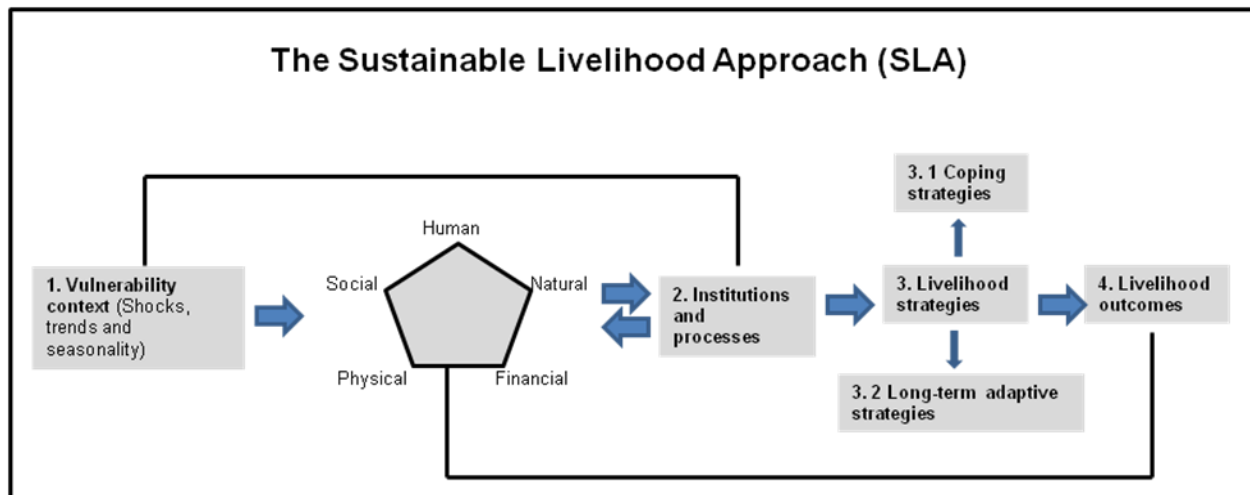 The Sustainable Livelihood Approach (SLA)
1. Vulnerability
context (Shocks,
trends and
seasonality)
Human
Social
Natural
Physical
Financial
2. Institutions
and
processes
3. 1 Coping
strategies
3. Livelihood
strategies
3. 2 Long-term adaptive
strategies
4. Livelihood
outcomes